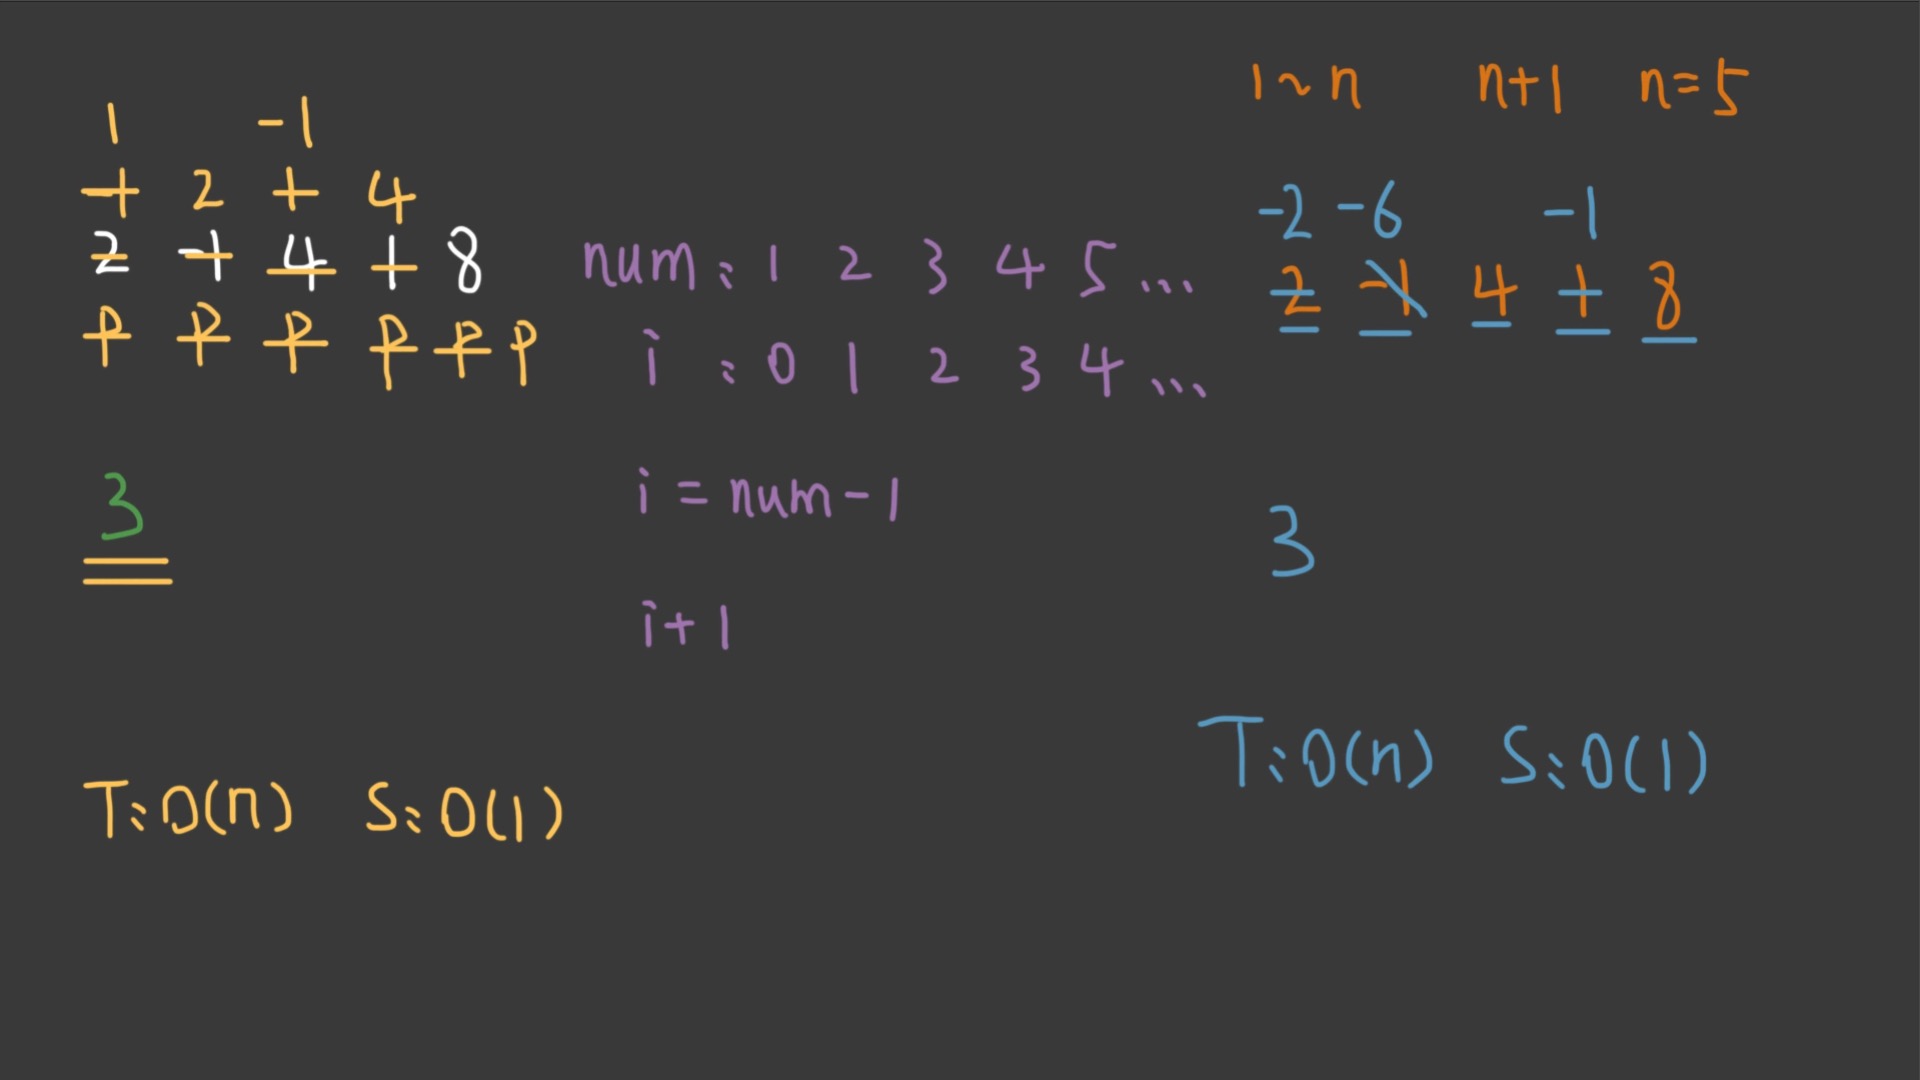 1 -1
+ 2 + 4
2 -1 4 1 8
p p p p p p
3
T: O(n) S: O(1)
num: 1 2 3 4 5 ...
i : 0 1 2 3 4 ...
i = num - 1
i + 1
1 ~ n n+1 n=5
-2 -6 -1
2 -1 4 1 8
3
T: O(n) S: O(1)